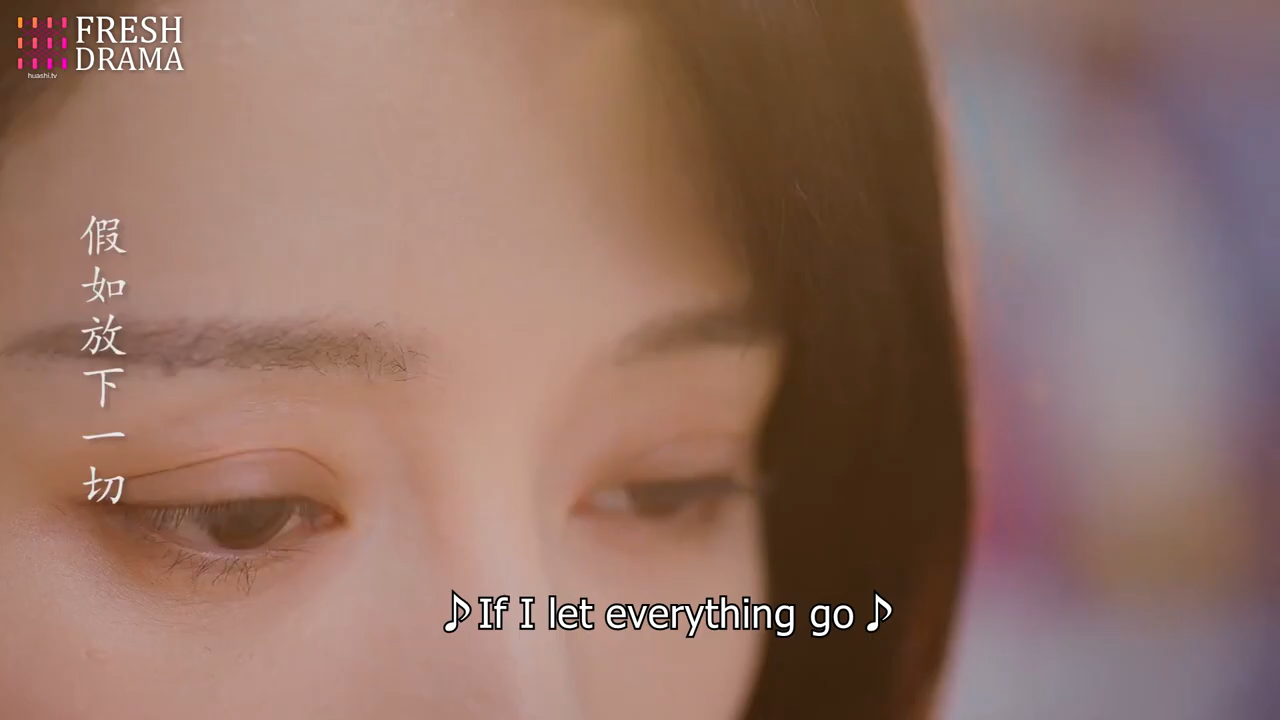 FRESH
DRAMA
huashi.tv
假如放下一切
♪If I let everything go♪